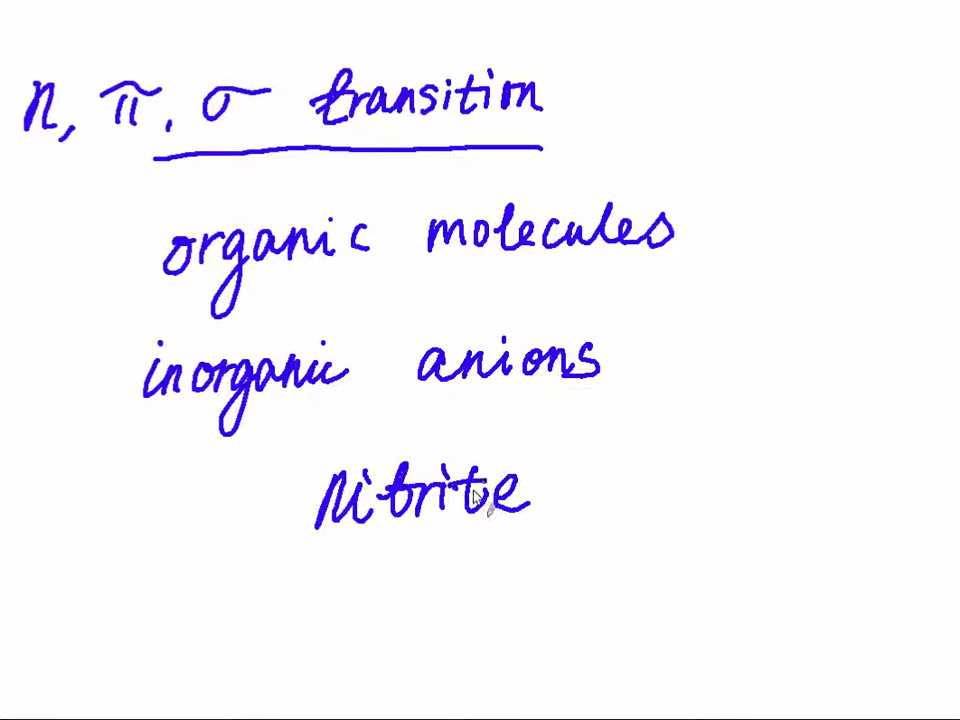 n, π, σ transition
organic molecules
inorganic anions
Nitrite